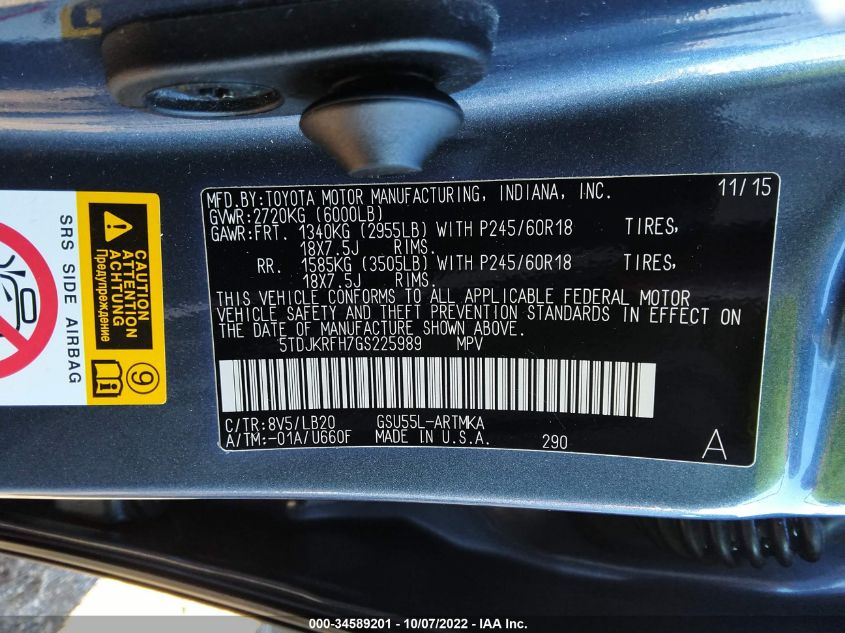 MFD.BY:TOYOTA MOTOR MANUFACTURING, INDIANA, INC. 11/15
GVWR:2720KG (6000LB)
GAWR:FRT. 1340KG (2955LB) WITH P245/60R18 TIRES,
18X7.5J RIMS.
RR. 1585KG (3505LB) WITH P245/60R18 TIRES,
18X7.5J RIMS.
THIS VEHICLE CONFORMS TO ALL APPLICABLE FEDERAL MOTOR
VEHICLE SAFETY AND THEFT PREVENTION STANDARDS IN EFFECT ON
THE DATE OF MANUFACTURE SHOWN ABOVE.
5TDJKRFH7GS225989 MPV
C/TR:8V5/LB20 GSU55L-ARTMKA
A/TM:-01A/U660F MADE IN U.S.A. 290 A
SRS SIDE AIRBAG
CAUTION
ATTENTION
ACHTUNG
Предупреждение
9
000-34589201 - 10/07/2022 - IAA Inc.